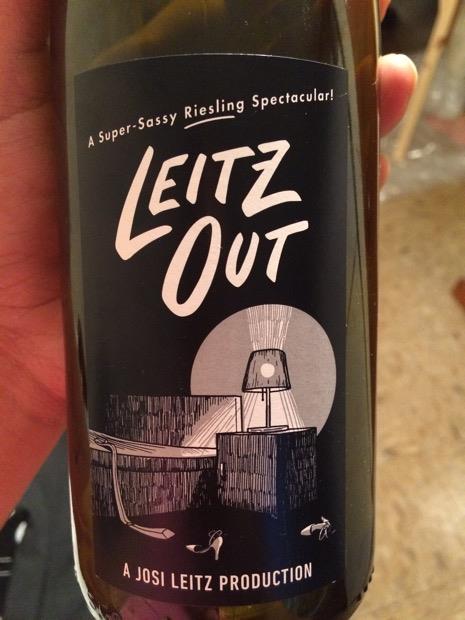 A Super-Sassy Riesling Spectacular!
LEITZ
OUT
A JOSI LEITZ PRODUCTION